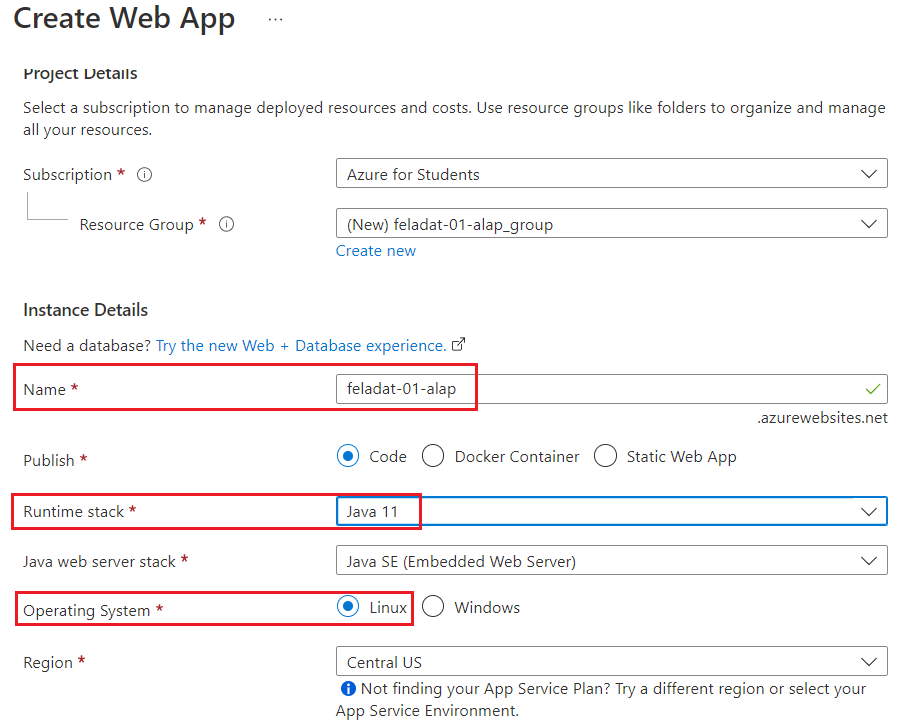 Create Web App ...
Project Details
Select a subscription to manage deployed resources and costs. Use resource groups like folders to organize and manage
all your resources.
Subscription * Azure for Students
Resource Group * (New) feladat-01-alap_group
Create new
Instance Details
Need a database? Try the new Web + Database experience.
Name * feladat-01-alap
.azurewebsites.net
Publish * Code Docker Container Static Web App
Runtime stack * Java 11
Java web server stack * Java SE (Embedded Web Server)
Operating System * Linux Windows
Region * Central US
Not finding your App Service Plan? Try a different region or select your
App Service Environment.